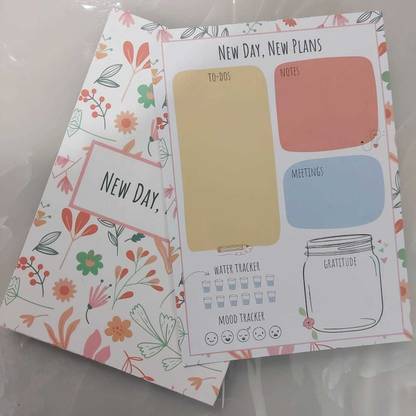 New Day, New Plans
To-dos
Notes
Meetings
Gratitude
Water Tracker
Mood Tracker
New Day,